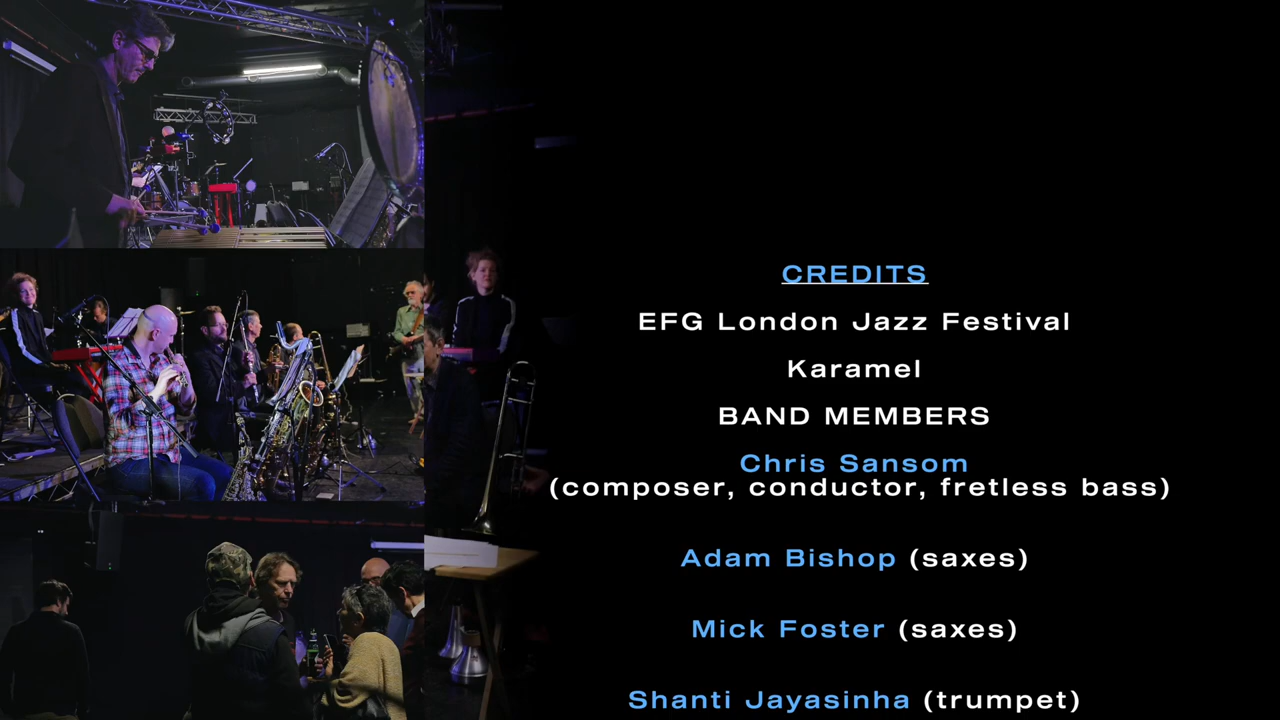 CREDITS
EFG London Jazz Festival
Karamel
BAND MEMBERS
Chris Sansom
(composer, conductor, fretless bass)
Adam Bishop (saxes)
Mick Foster (saxes)
Shanti Jayasinha (trumpet)